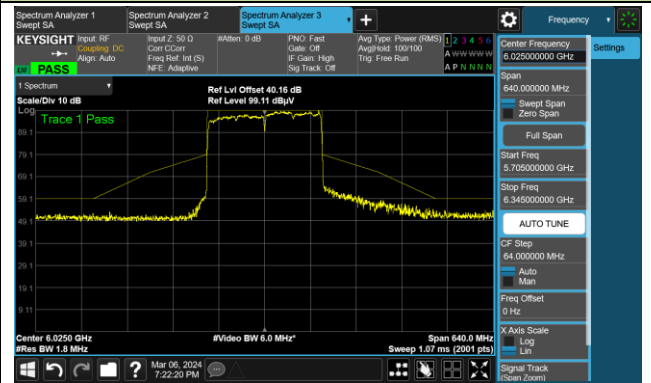 Spectrum Analyzer 1
Swept SA
Spectrum Analyzer 2
Swept SA
Spectrum Analyzer 3
Swept SA
Frequency
KEYSIGHT
Input: RF
Coupling: DC
Align: Auto
Input Z: 50 Ω
Corr CCorr
Freq Ref: Int (S)
NFE: Adaptive
#Atten: 0 dB
PNO: Fast
Gate: Off
IF Gain: High
Sig Track: Off
Avg Type: Power (RMS)
Avg|Hold: 100/100
Trig: Free Run
1 2 3 4 5 6
A W W W W W
A P N N N N
LNI PASS
1 Spectrum
Scale/Div 10 dB
Ref Lvl Offset 40.16 dB
Ref Level 99.11 dBµV
Log
Trace 1 Pass
89.1
79.1
69.1
59.1
49.1
39.1
29.1
19.1
9.11
Center 6.0250 GHz
#Res BW 1.8 MHz
#Video BW 6.0 MHz*
Span 640.0 MHz
Sweep 1.07 ms (2001 pts)
Mar 06, 2024
7:22:20 PM
Center Frequency
6.025000000 GHz
Settings
Span
640.000000 MHz
Swept Span
Zero Span
Full Span
Start Freq
5.705000000 GHz
Stop Freq
6.345000000 GHz
AUTO TUNE
CF Step
64.000000 MHz
Auto
Man
Freq Offset
0 Hz
X Axis Scale
Log
Lin
Signal Track
(Span Zoom)